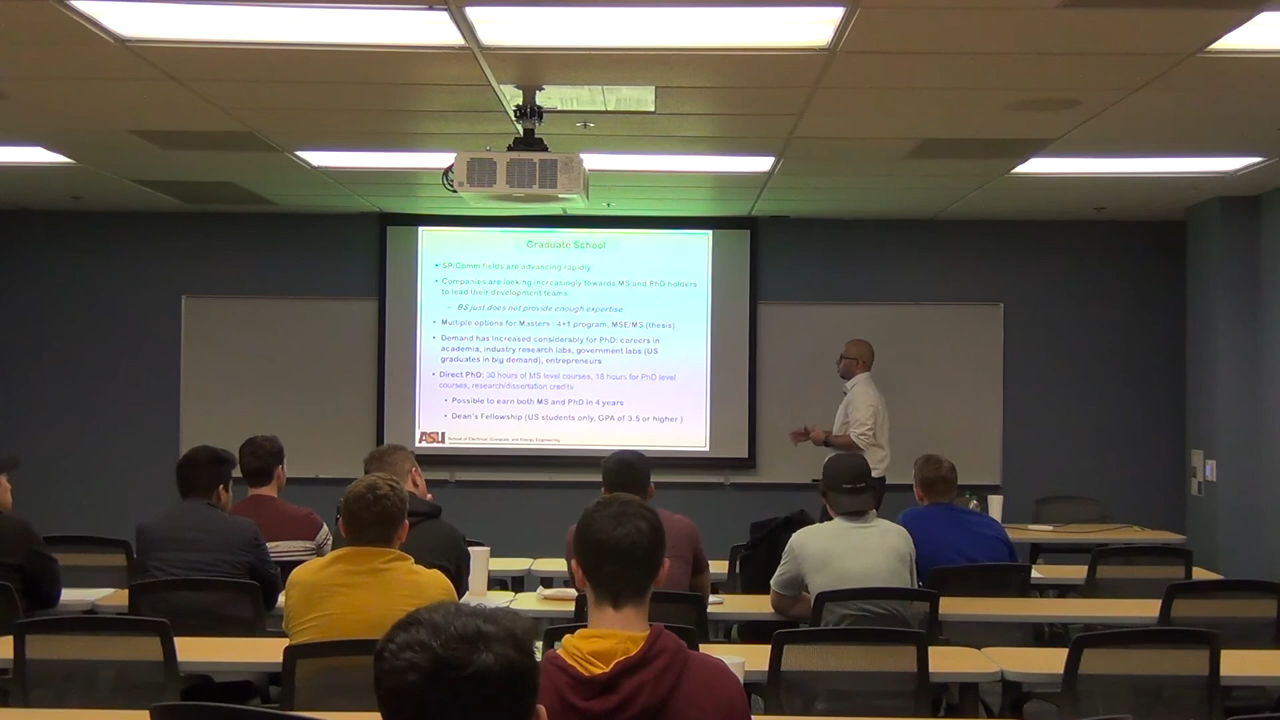 Graduate School
• SP/Comm fields are advancing rapidly
• Companies are looking increasingly towards MS and PhD holders
to lead their development teams
– BS just does not provide enough expertise
• Multiple options for Masters : 4+1 program, MSE/MS (thesis)
• Demand has increased considerably for PhD: careers in
academia, industry research labs, government labs (US
graduates in big demand), entrepreneurs
• Direct PhD: 30 hours of MS level courses, 18 hours for PhD level
courses, research/dissertation credits
• Possible to earn both MS and PhD in 4 years
• Dean's Fellowship (US students only, GPA of 3.5 or higher )
ASU School of Electrical, Computer and Energy Engineering